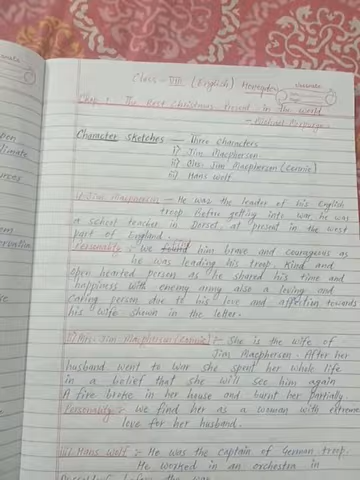 Class - VIII (English) Honeydew
Chap 1 The Best Christmas Present in the World
- Michael Morpurgo
Character sketches — Three Characters
i) Jim Macpherson
ii) Mrs. Jim Macpherson (Connie)
iii) Hans Wolf
i) Jim Macpherson :- He was the leader of his English
troop. Before getting into war he was
a school teacher in Dorset, at present in the west
part of England.
Personality :- We found him brave and courageous as
he was leading his troop. Kind and
open hearted person as he shared his time and
happiness with enemy army also a loving and
caring person due to his love and affection towards
his wife shown in the letter.
ii) Mrs. Jim Macpherson (Connie) :- She is the wife of
Jim Macpherson. After her
husband went to war she spent her whole life
in a belief that she will see him again
A fire broke in her house and burnt her partially.
Personality :- We find her as a woman with extreme
love for her husband.
iii) Hans Wolf :- He was the captain of German troop.
He worked in an orchestra in
before the war